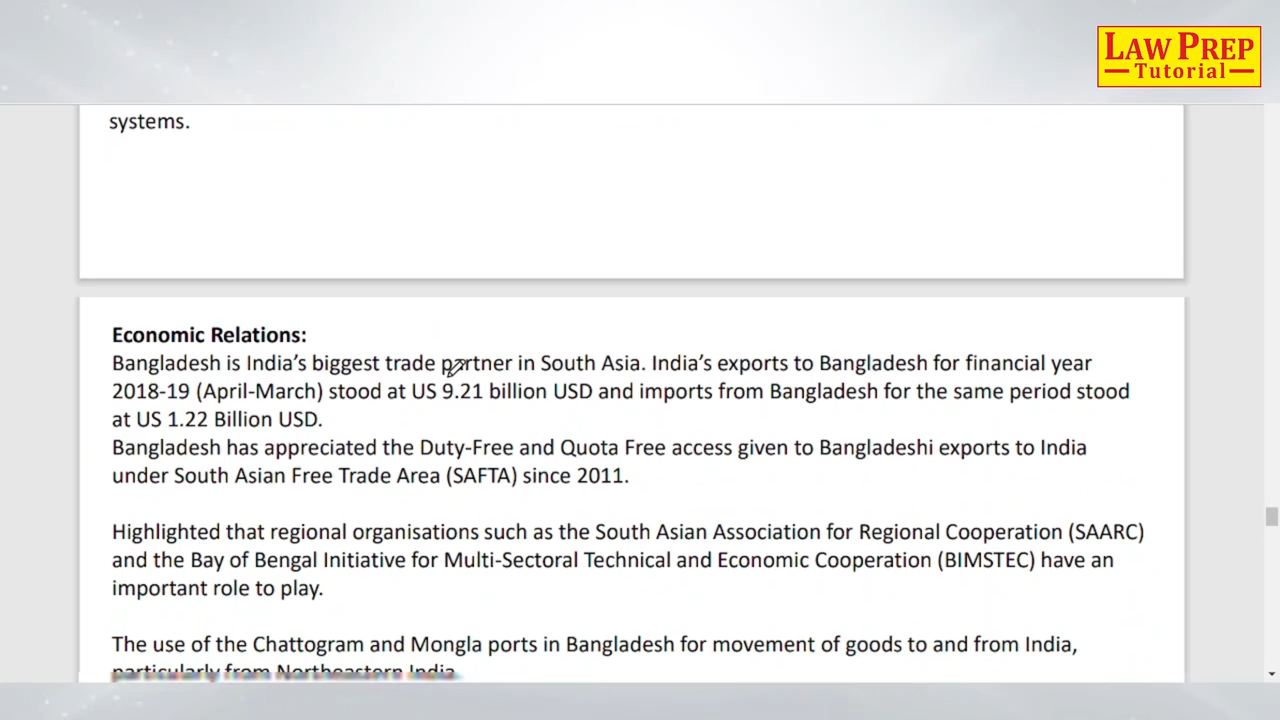 LAW PREP
Tutorial
systems.
Economic Relations:
Bangladesh is India’s biggest trade partner in South Asia. India’s exports to Bangladesh for financial year
2018-19 (April-March) stood at US 9.21 billion USD and imports from Bangladesh for the same period stood
at US 1.22 Billion USD.
Bangladesh has appreciated the Duty-Free and Quota Free access given to Bangladeshi exports to India
under South Asian Free Trade Area (SAFTA) since 2011.
Highlighted that regional organisations such as the South Asian Association for Regional Cooperation (SAARC)
and the Bay of Bengal Initiative for Multi-Sectoral Technical and Economic Cooperation (BIMSTEC) have an
important role to play.
The use of the Chattogram and Mongla ports in Bangladesh for movement of goods to and from India,
particularly from Northeastern India.